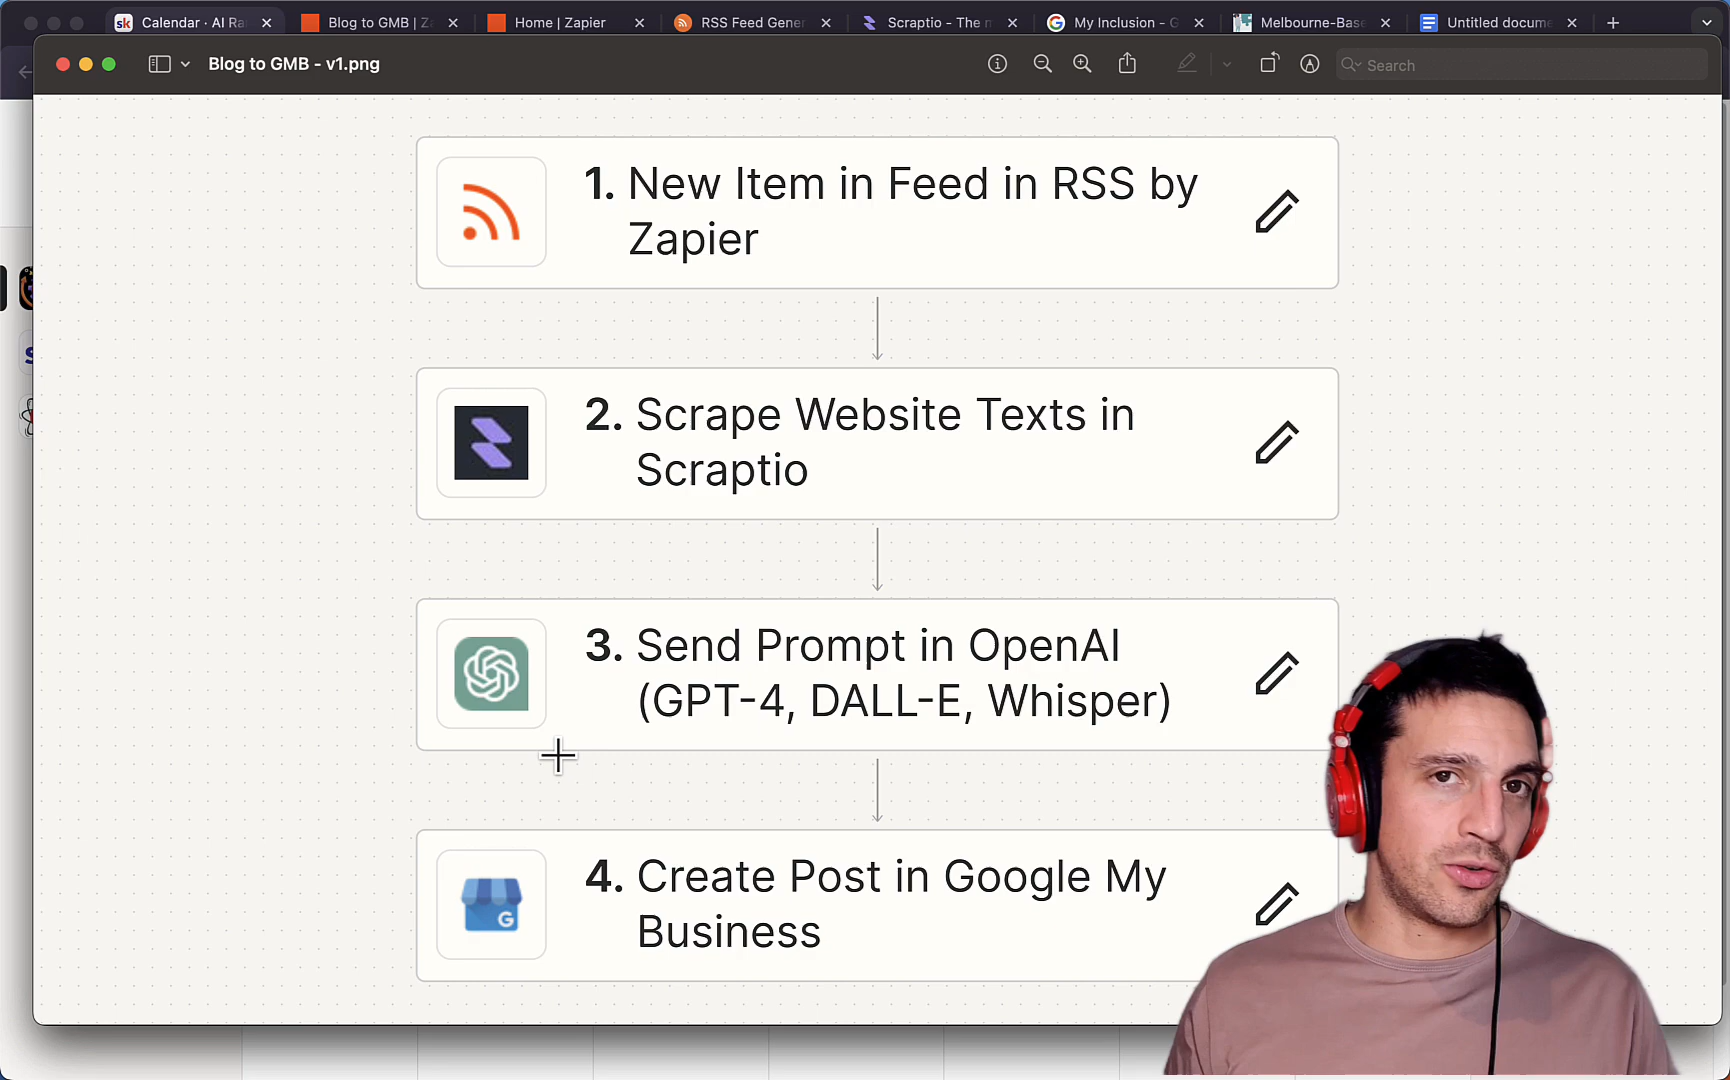 sk Calendar · AI Ra
Blog to GMB | Za
Home | Zapier
RSS Feed Gener
Scraptio - The m
My Inclusion - G
Melbourne-Base
Untitled docume
Blog to GMB - v1.png
Search
1. New Item in Feed in RSS by
Zapier
2. Scrape Website Texts in
Scraptio
3. Send Prompt in OpenAI
(GPT-4, DALL-E, Whisper)
4. Create Post in Google My
Business
G